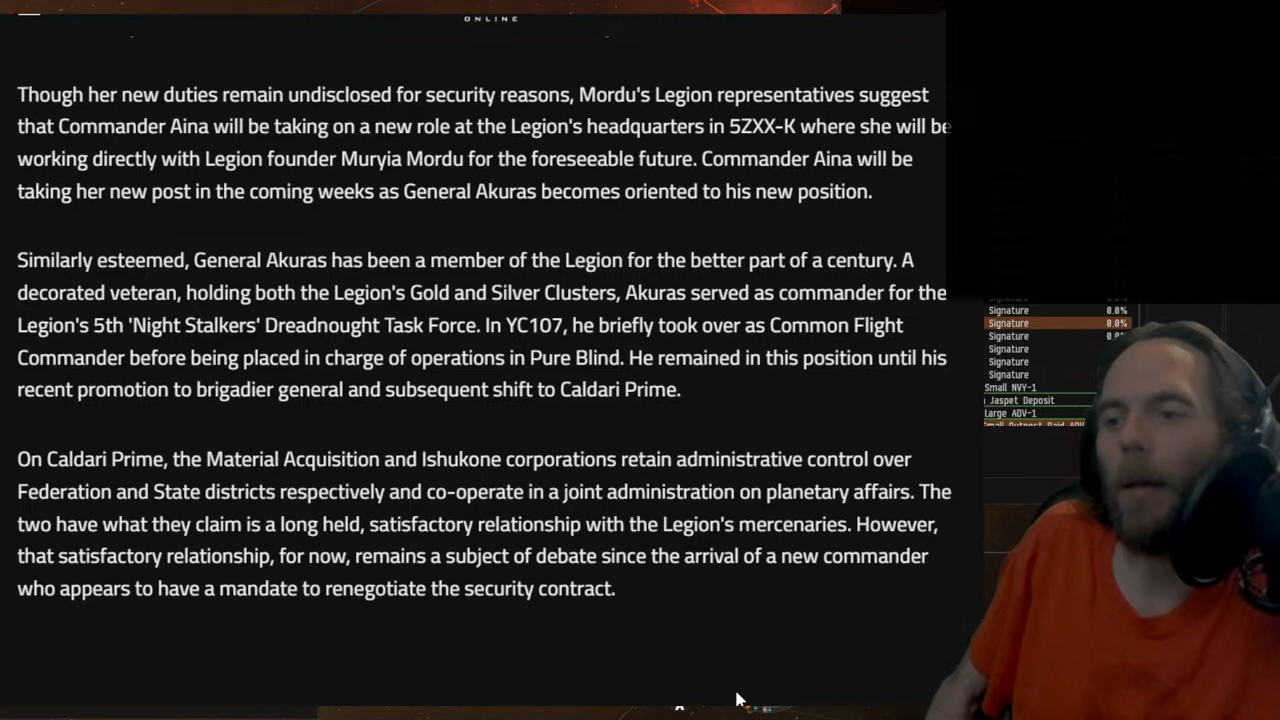 ONLINE
Though her new duties remain undisclosed for security reasons, Mordu's Legion representatives suggest
that Commander Aina will be taking on a new role at the Legion's headquarters in 5ZXX-K where she will be
working directly with Legion founder Muryia Mordu for the foreseeable future. Commander Aina will be
taking her new post in the coming weeks as General Akuras becomes oriented to his new position.
Similarly esteemed, General Akuras has been a member of the Legion for the better part of a century. A
decorated veteran, holding both the Legion's Gold and Silver Clusters, Akuras served as commander for the
Legion's 5th 'Night Stalkers' Dreadnought Task Force. In YC107, he briefly took over as Common Flight
Commander before being placed in charge of operations in Pure Blind. He remained in this position until his
recent promotion to brigadier general and subsequent shift to Caldari Prime.
On Caldari Prime, the Material Acquisition and Ishukone corporations retain administrative control over
Federation and State districts respectively and co-operate in a joint administration on planetary affairs. The
two have what they claim is a long held, satisfactory relationship with the Legion's mercenaries. However,
that satisfactory relationship, for now, remains a subject of debate since the arrival of a new commander
who appears to have a mandate to renegotiate the security contract.
Signature 0.0%
Signature 0.0%
Signature
Signature
Signature
Signature
Small NVY-1
Jaspet Deposit
Large ADV-1
Small Outpost Raid ADV